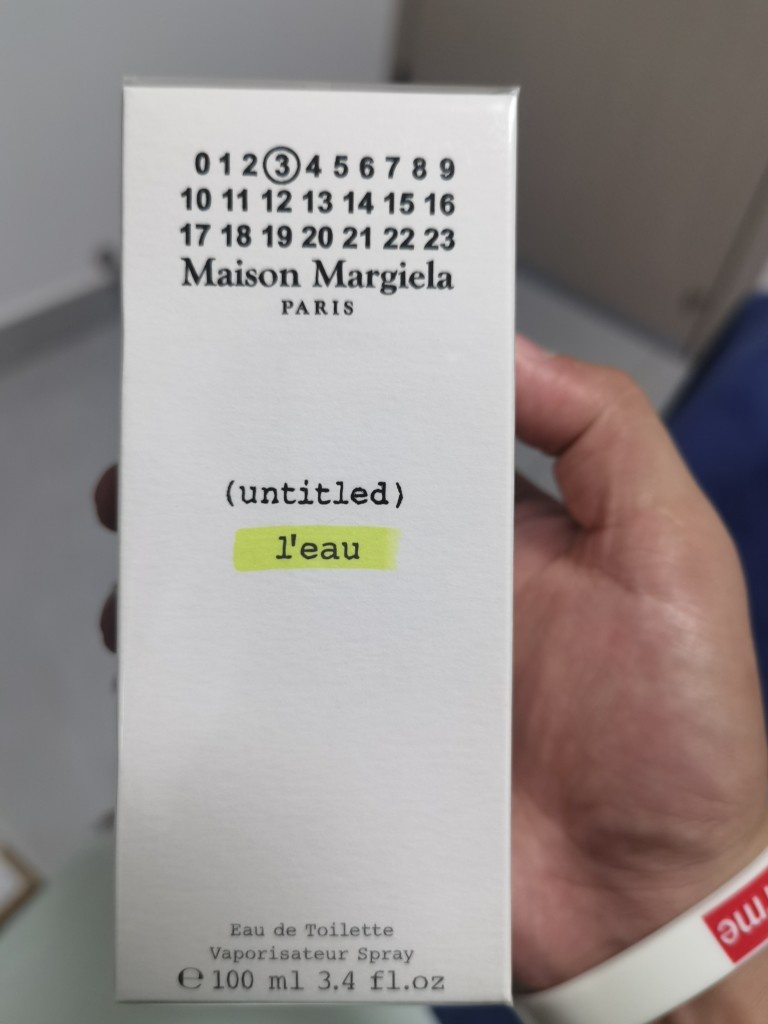 0 1 2 3 4 5 6 7 8 9
10 11 12 13 14 15 16
17 18 19 20 21 22 23
Maison Margiela
PARIS
(untitled)
l'eau
Eau de Toilette
Vaporisateur Spray
℮ 100 ml 3.4 fl.oz
me